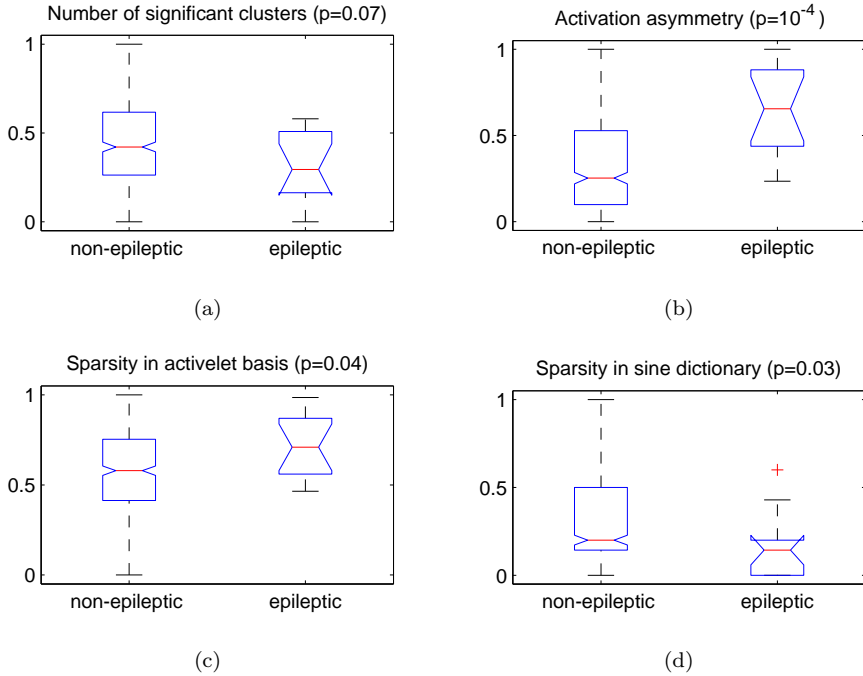 Number of significant clusters (p=0.07)
1
0.5
0
non-epileptic epileptic
(a)
Activation asymmetry (p=10^-4)
1
0.5
0
non-epileptic epileptic
(b)
Sparsity in activelet basis (p=0.04)
1
0.5
0
non-epileptic epileptic
(c)
Sparsity in sine dictionary (p=0.03)
1
0.5
0
non-epileptic epileptic
(d)